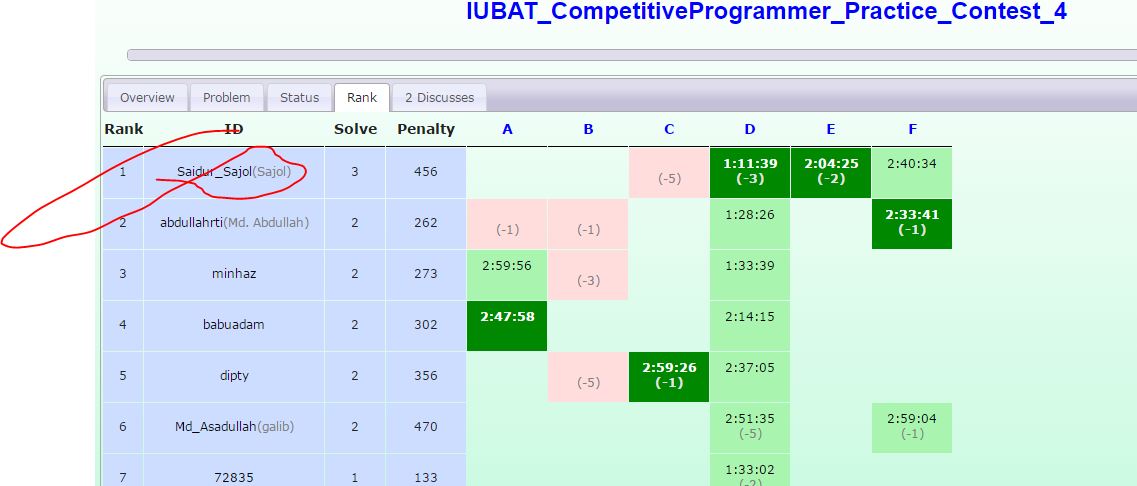 IUBAT_CompetitiveProgrammer_Practice_Contest_4
Overview Problem Status Rank 2 Discusses
Rank ID Solve Penalty A B C D E F
1 Saidur_Sajol(Sajol) 3 456 (-5) 1:11:39 (-3) 2:04:25 (-2) 2:40:34
2 abdullahrti(Md. Abdullah) 2 262 (-1) (-1) 1:28:26 2:33:41 (-1)
3 minhaz 2 273 2:59:56 (-3) 1:33:39
4 babuadam 2 302 2:47:58 2:14:15
5 dipty 2 356 (-5) 2:59:26 (-1) 2:37:05
6 Md_Asadullah(galib) 2 470 2:51:35 (-5) 2:59:04 (-1)
7 72835 1 133 1:33:02 (-2)